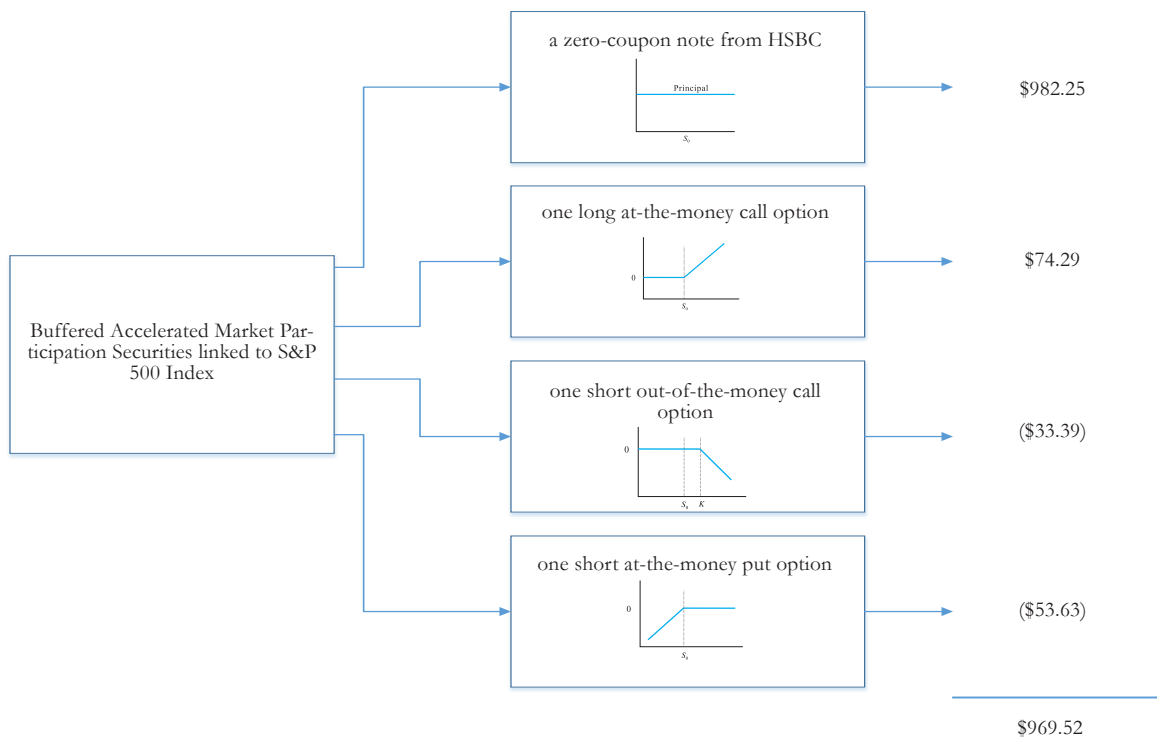 a zero-coupon note from HSBC
Principal
S₀
$982.25
one long at-the-money call option
0
S₀
$74.29
Buffered Accelerated Market Par-
ticipation Securities linked to S&P
500 Index
one short out-of-the-money call
option
0
S₀ K
($33.39)
one short at-the-money put option
0
S₀
($53.63)
$969.52